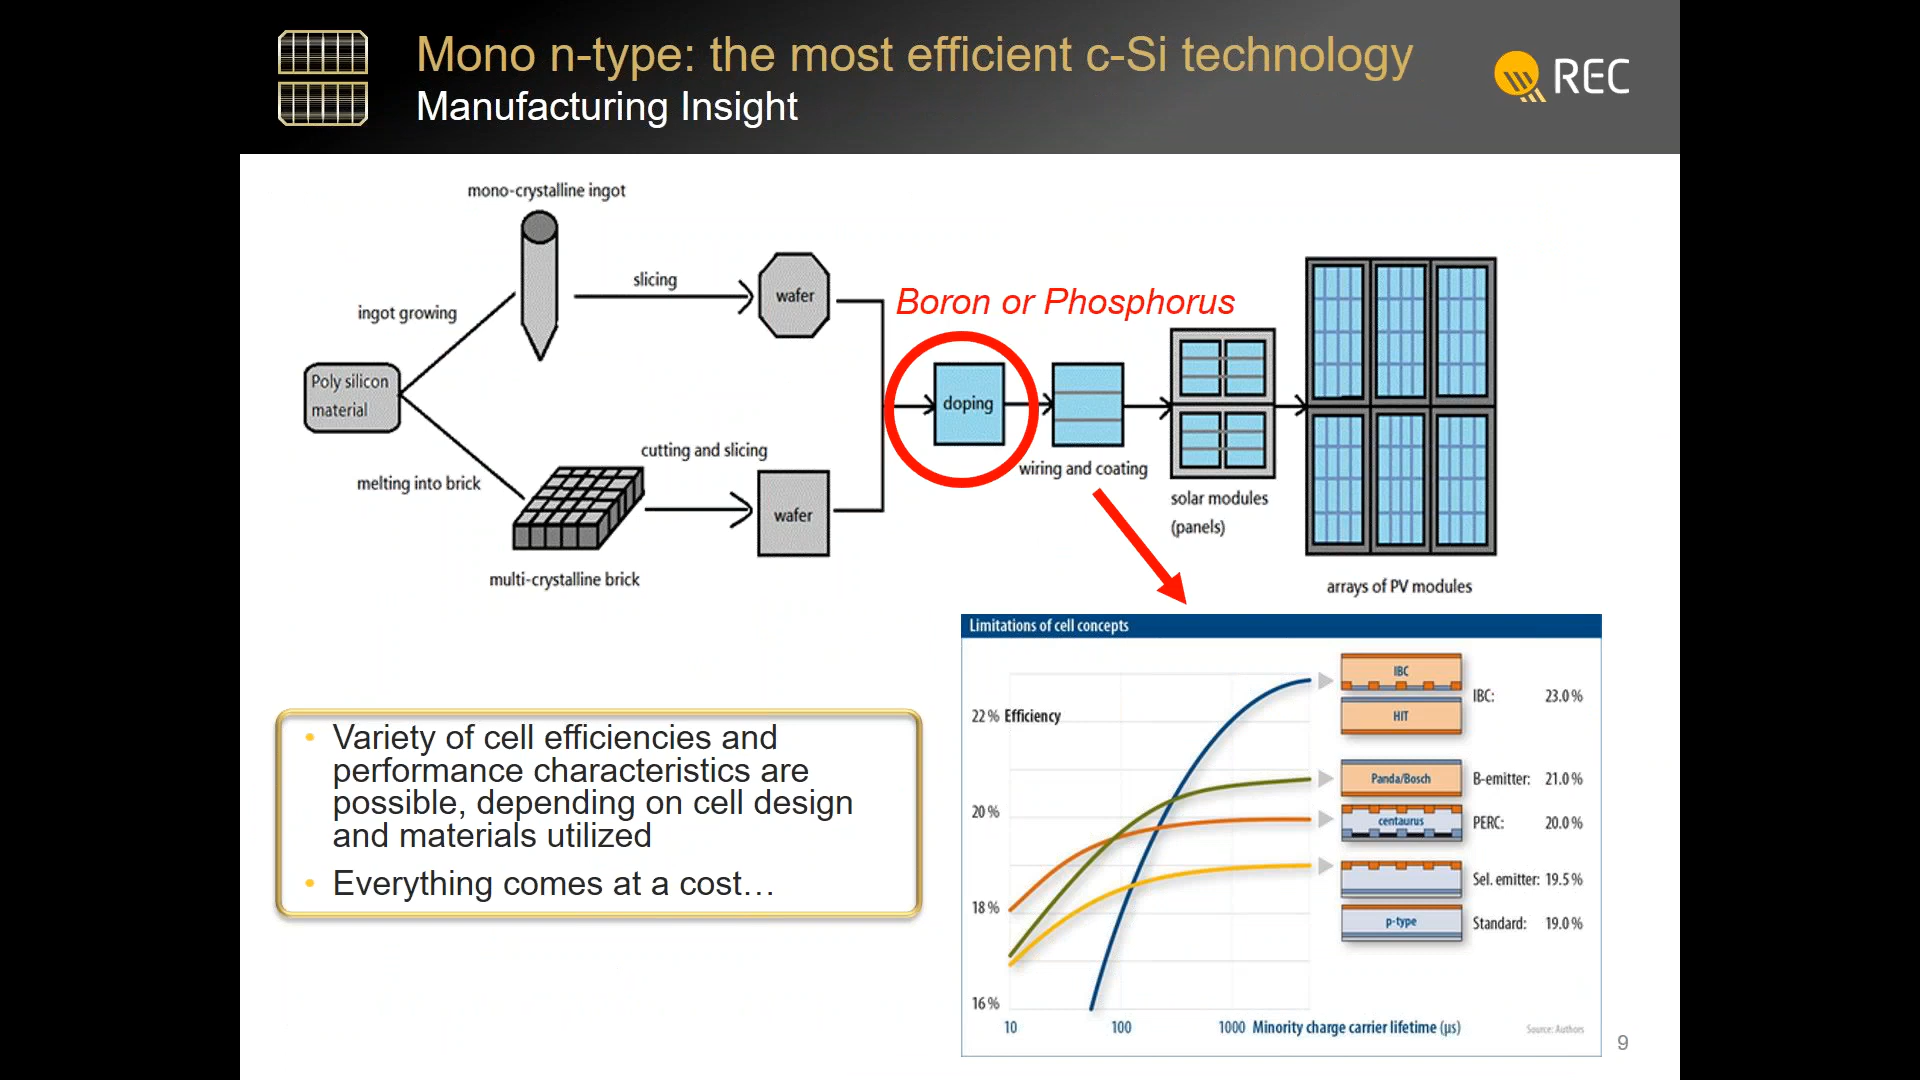 Mono n-type: the most efficient c-Si technology
Manufacturing Insight
REC
mono-crystalline ingot
slicing
wafer
ingot growing
Poly silicon
material
melting into brick
cutting and slicing
wafer
multi-crystalline brick
Boron or Phosphorus
doping
wiring and coating
solar modules
(panels)
arrays of PV modules
• Variety of cell efficiencies and
performance characteristics are
possible, depending on cell design
and materials utilized
• Everything comes at a cost…
Limitations of cell concepts
22 % Efficiency
20 %
18 %
16 %
10
100
1000 Minority charge carrier lifetime (µs)
IBC
HIT
IBC: 23.0 %
Panda/Bosch
B-emitter: 21.0 %
centaurus
PERC: 20.0 %
Sel. emitter: 19.5 %
p-type
Standard: 19.0 %
Source: Authors
9